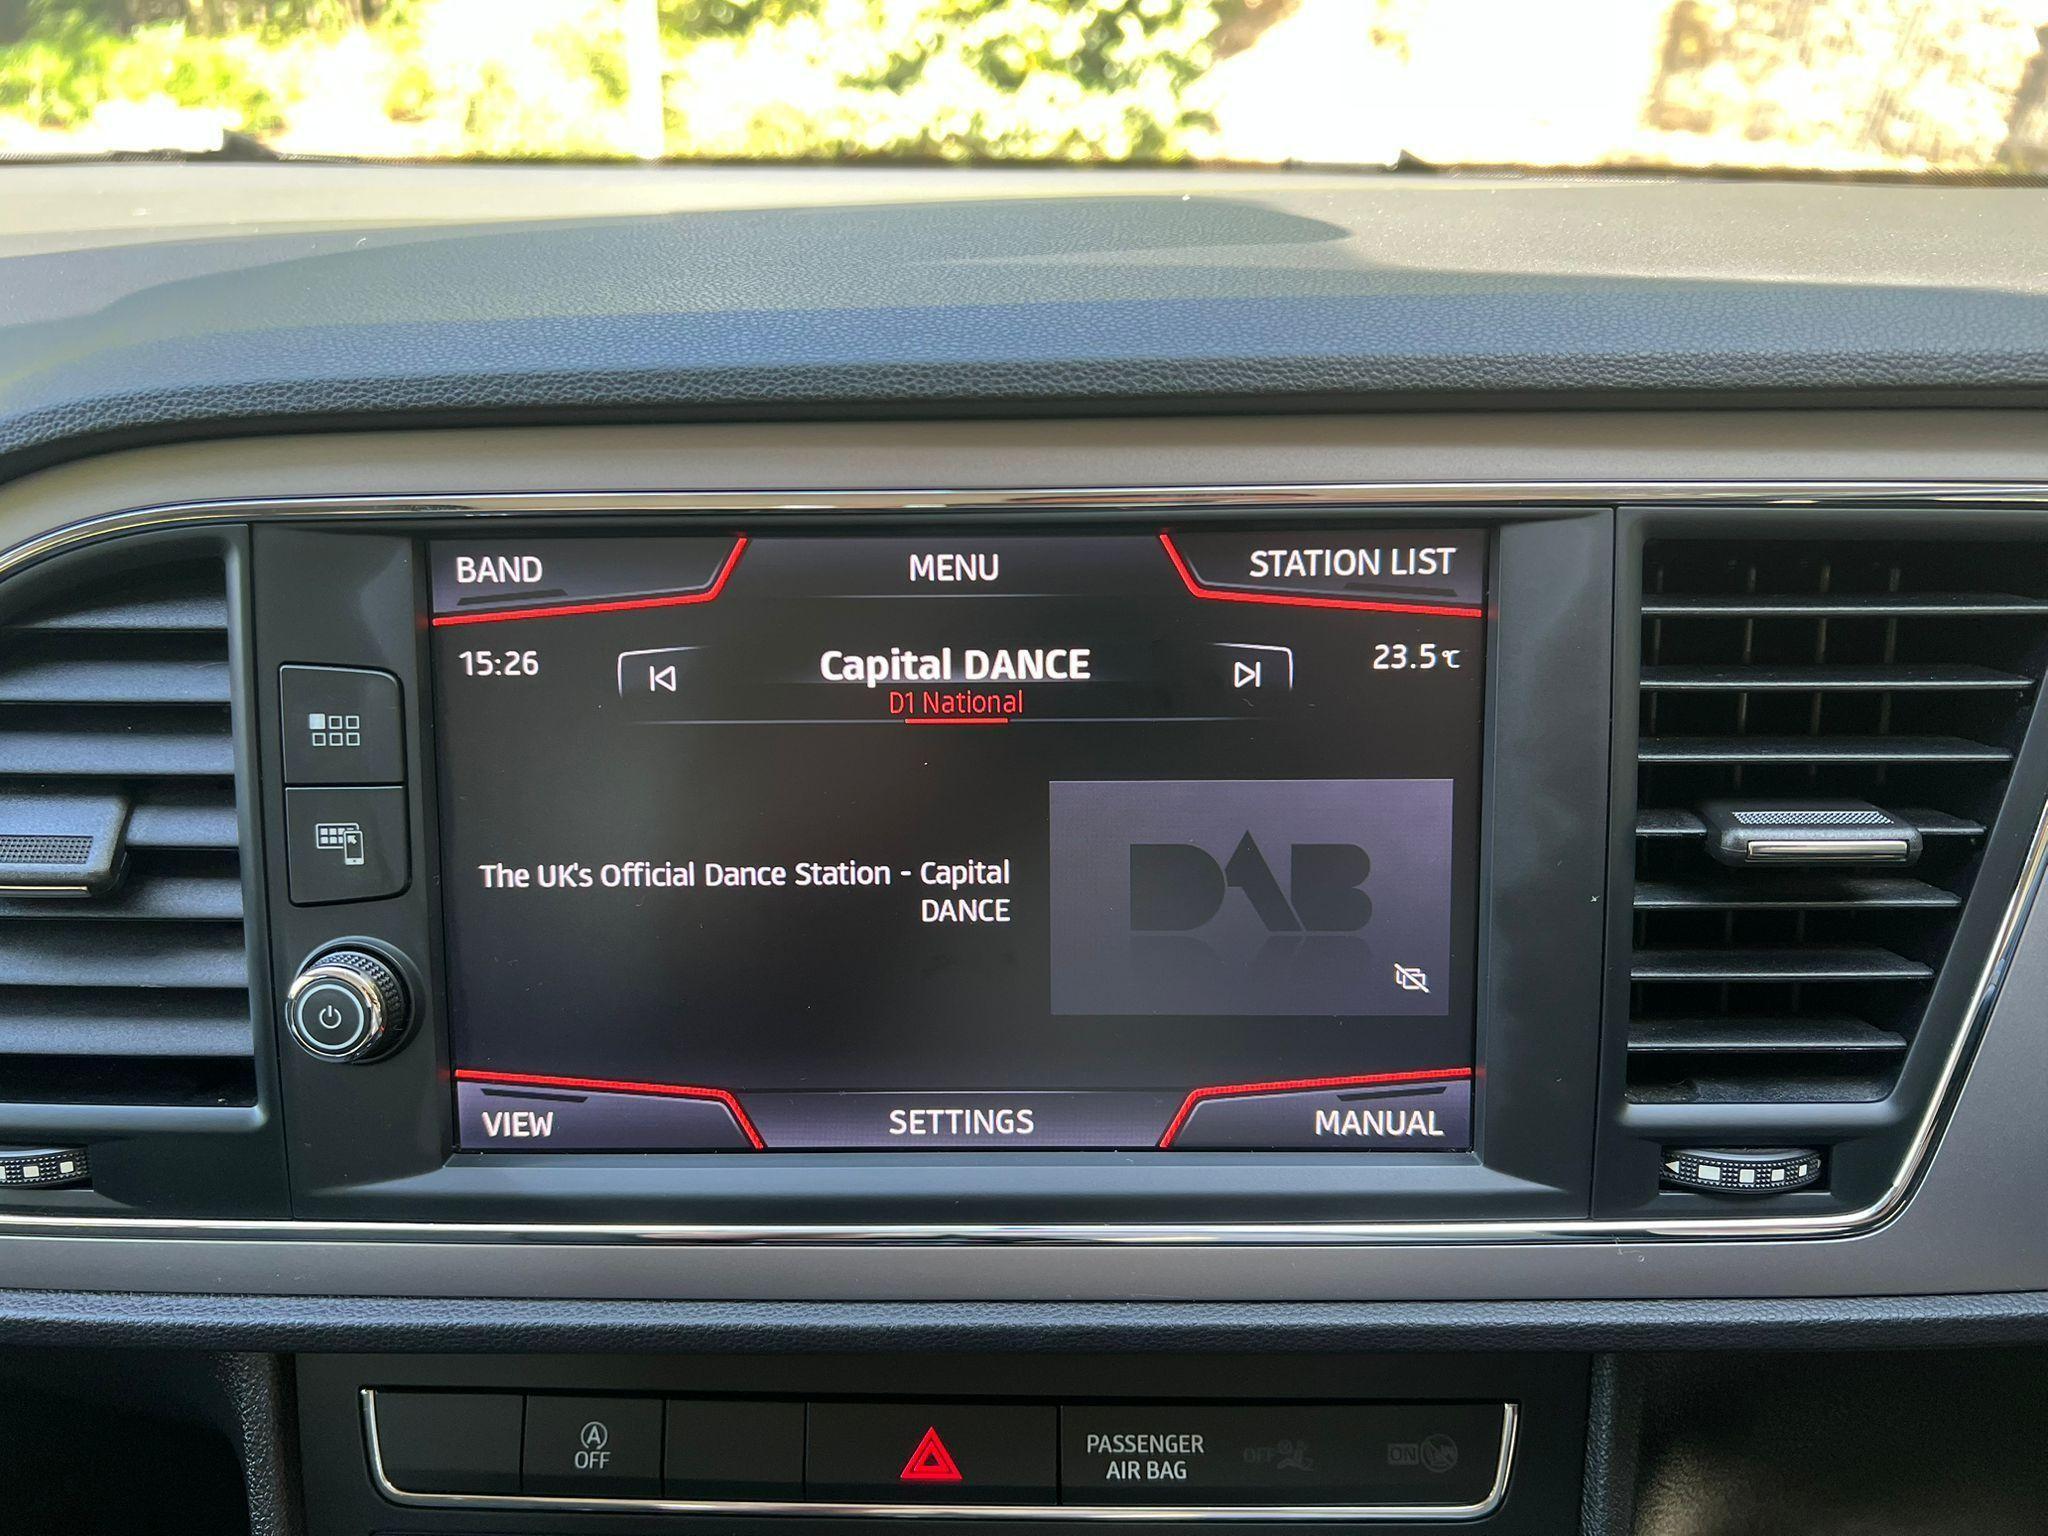 BAND
MENU
STATION LIST
15:26
Capital DANCE
23.5°C
D1 National
The UK's Official Dance Station - Capital
DANCE
DAB
VIEW
SETTINGS
MANUAL
A
OFF
PASSENGER
AIR BAG
OFF
ON